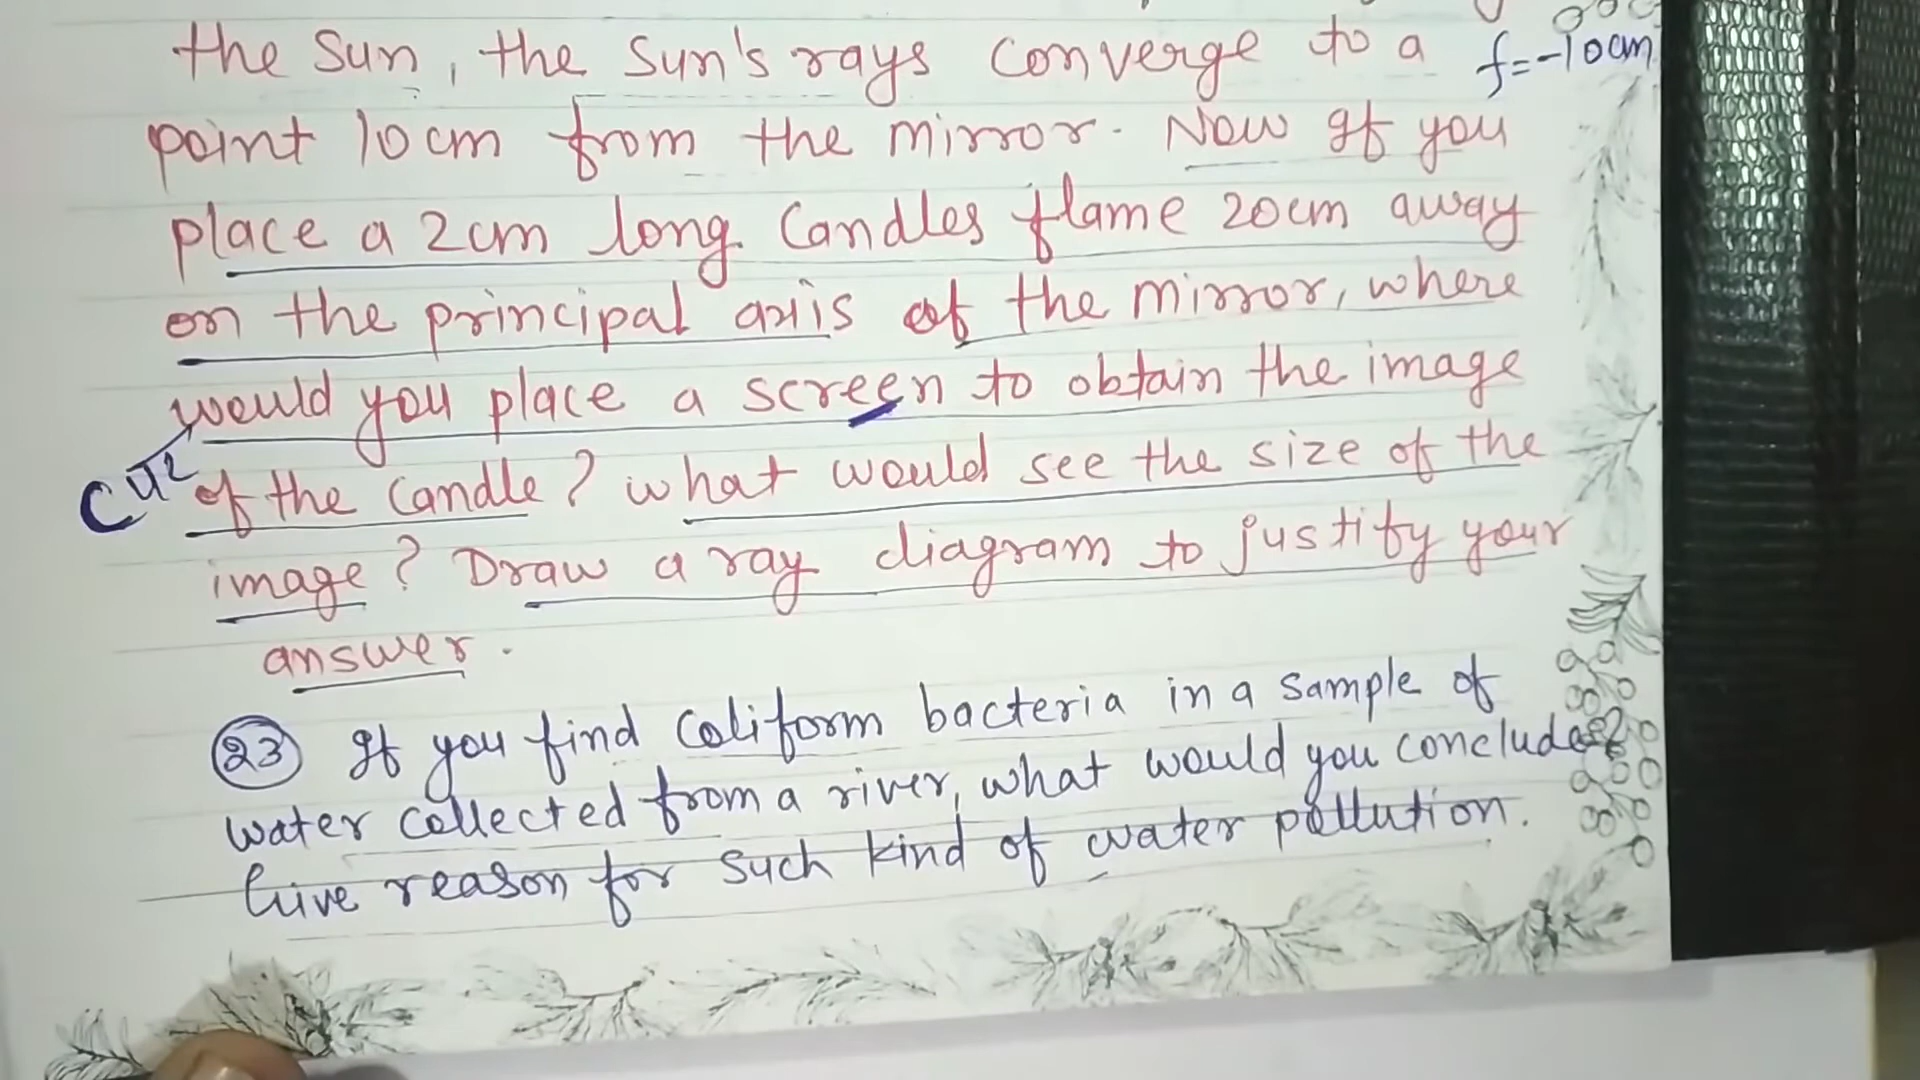 the Sun, the Sun's rays converge to a
f=-10cm
point 10 cm from the mirror. Now If you
place a 2cm long Candles flame 20cm away
on the principal axis of the mirror, where
would you place a screen to obtain the image
of the Candle? what would see the size of the
image? Draw a ray diagram to justify your
answer.
23 If you find Coliform bacteria in a sample of
water collected from a river, what would you conclude?
Give reason for such kind of water pollution.